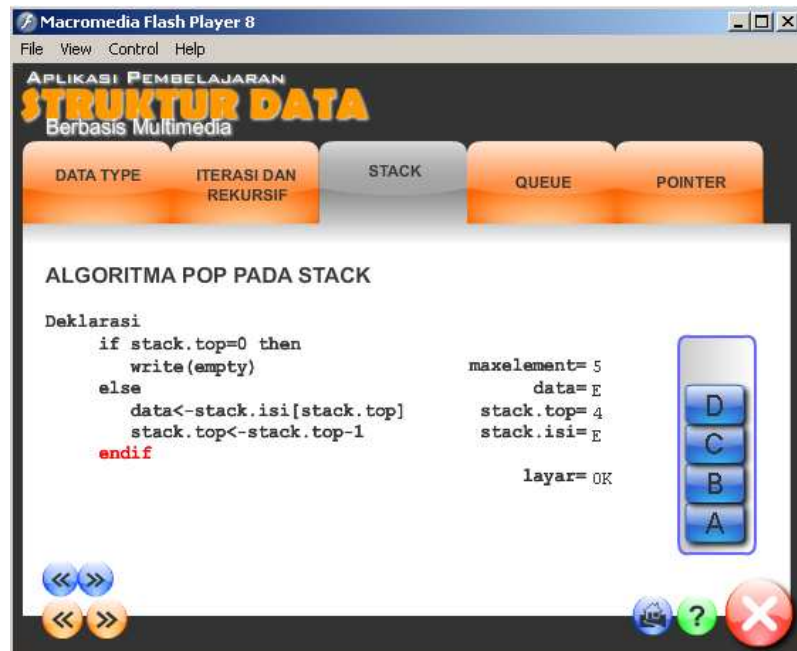 Macromedia Flash Player 8
File View Control Help
APLIKASI PEMBELAJARAN
STRUKTUR DATA
Berbasis Multimedia
DATA TYPE
ITERASI DAN
REKURSIF
STACK
QUEUE
POINTER
ALGORITMA POP PADA STACK
Deklarasi
if stack.top=0 then
write(empty)
else
data<-stack.isi[stack.top]
stack.top<-stack.top-1
endif
maxelement= 5
data= E
stack.top= 4
stack.isi= E
layar= OK
D
C
B
A
?